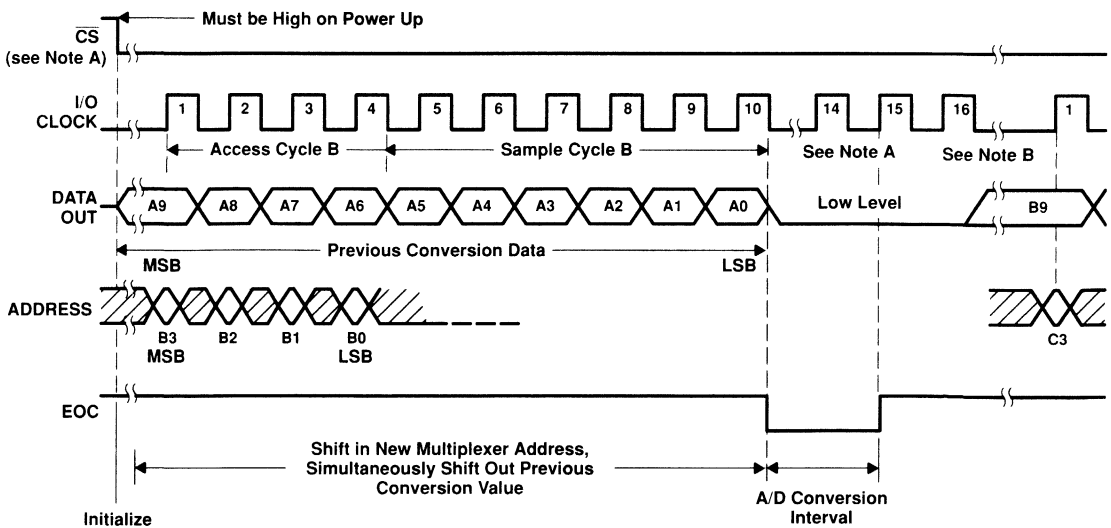 Must be High on Power Up
CS
(see Note A)
I/O
CLOCK
1 2 3 4 5 6 7 8 9 10 14 15 16 1
Access Cycle B
Sample Cycle B
See Note A
See Note B
DATA
OUT
A9 A8 A7 A6 A5 A4 A3 A2 A1 A0
Low Level
B9
Previous Conversion Data
MSB
LSB
ADDRESS
B3 B2 B1 B0
MSB
LSB
C3
EOC
Shift in New Multiplexer Address,
Simultaneously Shift Out Previous
Conversion Value
A/D Conversion
Interval
Initialize